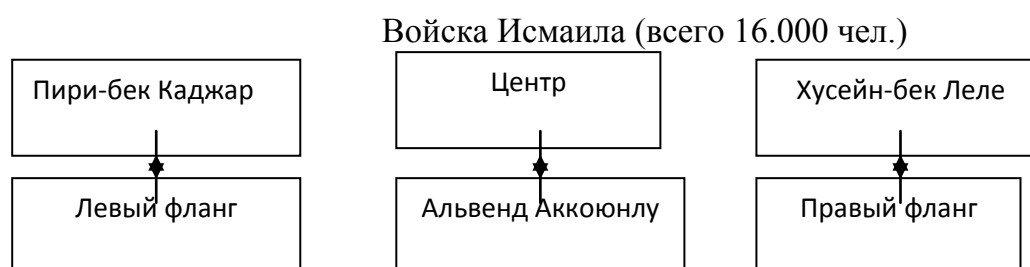 Войска Исмаила (всего 16.000 чел.)
Пири-бек Каджар
Центр
Хусейн-бек Леле
Левый фланг
Альвенд Аккоюнлу
Правый фланг